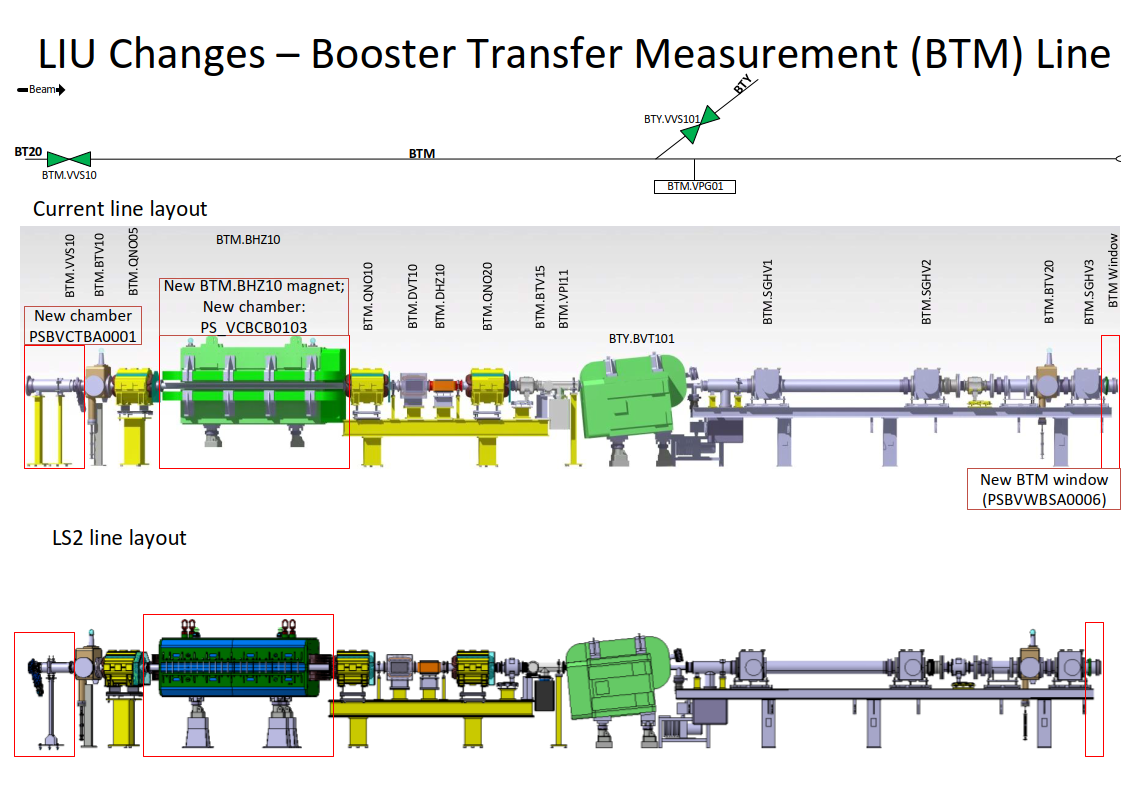 LIU Changes – Booster Transfer Measurement (BTM) Line
Beam
BTY
BTY.VVS101
BT20
BTM
BTM.VVS10
BTM.VPG01
Current line layout
BTM.VVS10
BTM.BTV10
BTM.QNO05
BTM.BHZ10
BTM.QNO10
BTM.DVT10
BTM.DHZ10
BTM.QNO20
BTM.BTV15
BTM.VPI11
BTY.BVT101
BTM.SGHV1
BTM.SGHV2
BTM.BTV20
BTM.SGHV3
BTM Window
New chamber
PSBVCTBA0001
New BTM.BHZ10 magnet;
New chamber:
PS_VCBCB0103
New BTM window
(PSBVWBSA0006)
LS2 line layout